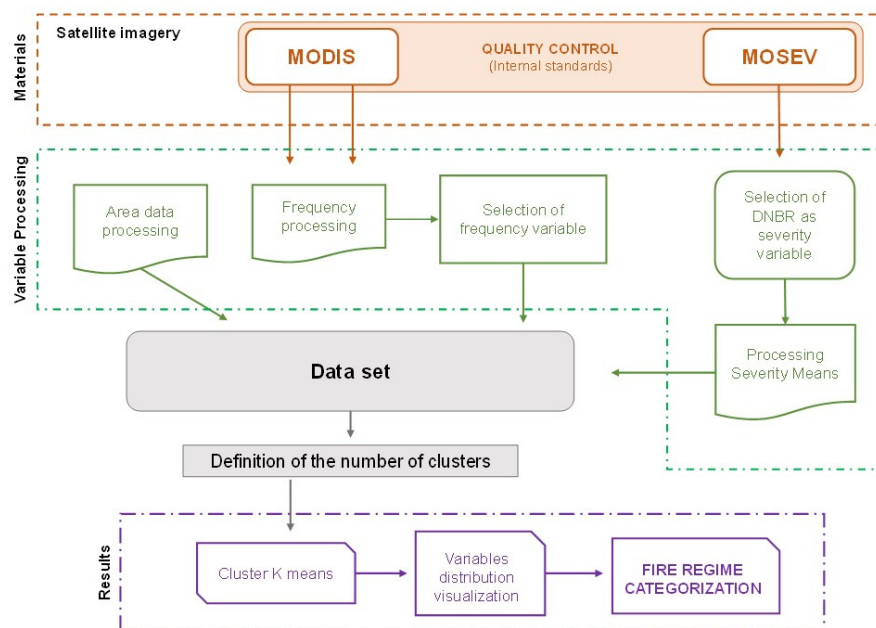 Materials
Satellite imagery
MODIS
QUALITY CONTROL
(Internal standards)
MOSEV
Variable Processing
Area data
processing
Frequency
processing
Selection of
frequency variable
Selection of
DNBR as
severity
variable
Data set
Processing
Severity Means
Definition of the number of clusters
Results
Cluster K means
Variables
distribution
visualization
FIRE REGIME
CATEGORIZATION